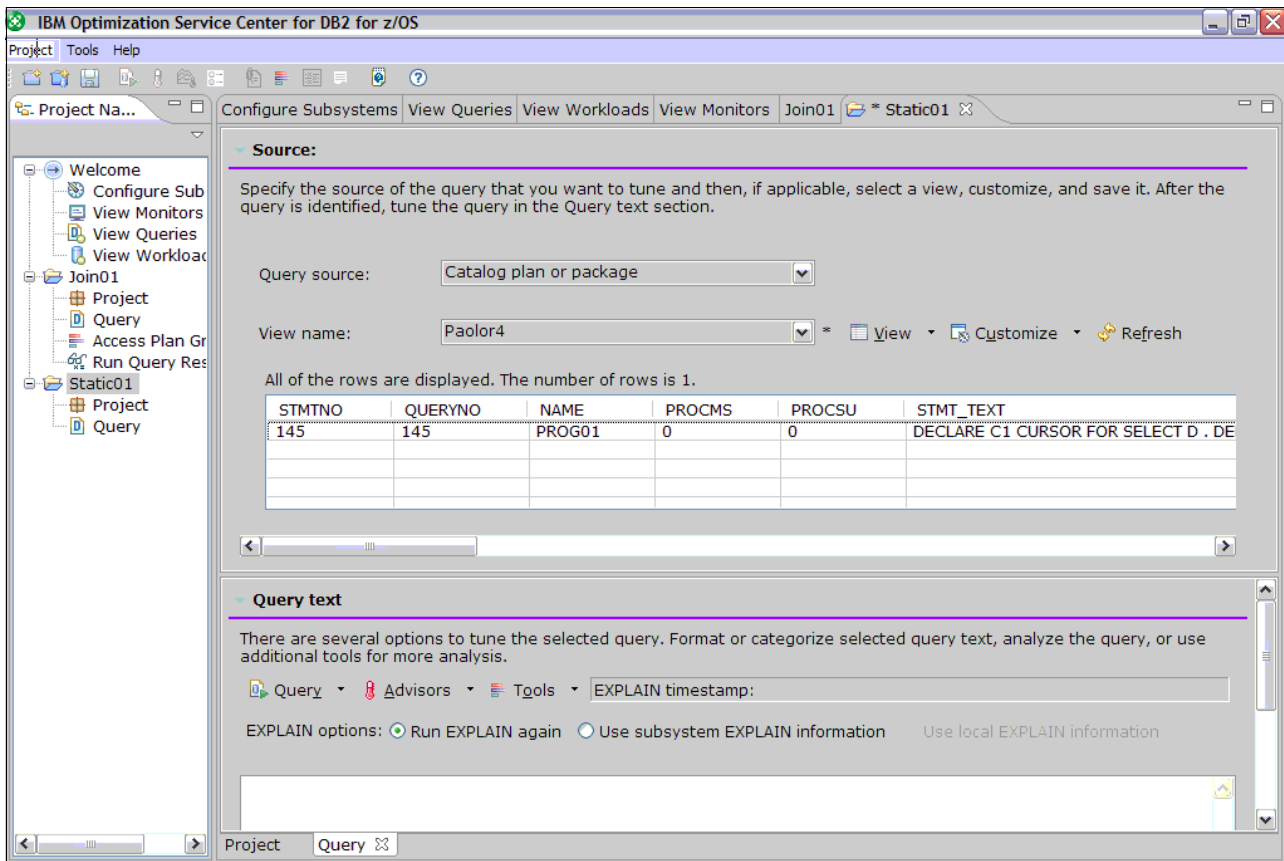 IBM Optimization Service Center for DB2 for z/OS
Project Tools Help
Project Na...
Configure Subsystems View Queries View Workloads View Monitors Join01 * Static01
Welcome
Configure Sub
View Monitors
View Queries
View Workloac
Join01
Project
Query
Access Plan Gr
Run Query Res
Static01
Project
Query
Source:
Specify the source of the query that you want to tune and then, if applicable, select a view, customize, and save it. After the
query is identified, tune the query in the Query text section.
Query source: Catalog plan or package
View name: Paolor4 * View Customize Refresh
All of the rows are displayed. The number of rows is 1.
STMTNO QUERYNO NAME PROCMS PROCSU STMT_TEXT
145 145 PROG01 0 0 DECLARE C1 CURSOR FOR SELECT D . DE
Query text
There are several options to tune the selected query. Format or categorize selected query text, analyze the query, or use
additional tools for more analysis.
Query Advisors Tools EXPLAIN timestamp:
EXPLAIN options: Run EXPLAIN again Use subsystem EXPLAIN information Use local EXPLAIN information
Project Query